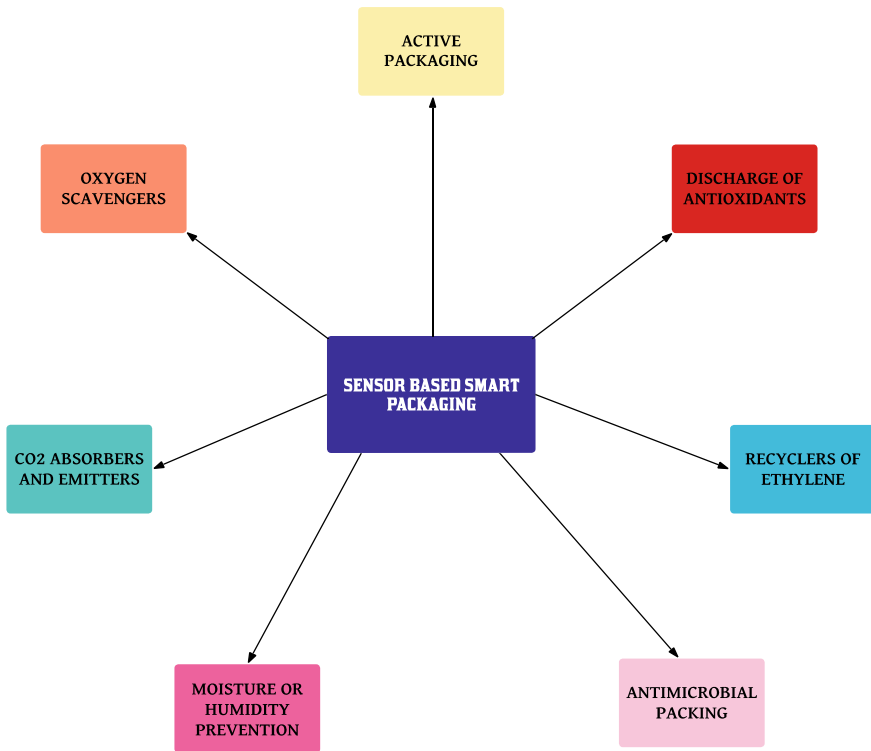 ACTIVE
PACKAGING
OXYGEN
SCAVENGERS
DISCHARGE OF
ANTIOXIDANTS
SENSOR BASED SMART
PACKAGING
CO2 ABSORBERS
AND EMITTERS
RECYCLERS OF
ETHYLENE
MOISTURE OR
HUMIDITY
PREVENTION
ANTIMICROBIAL
PACKING